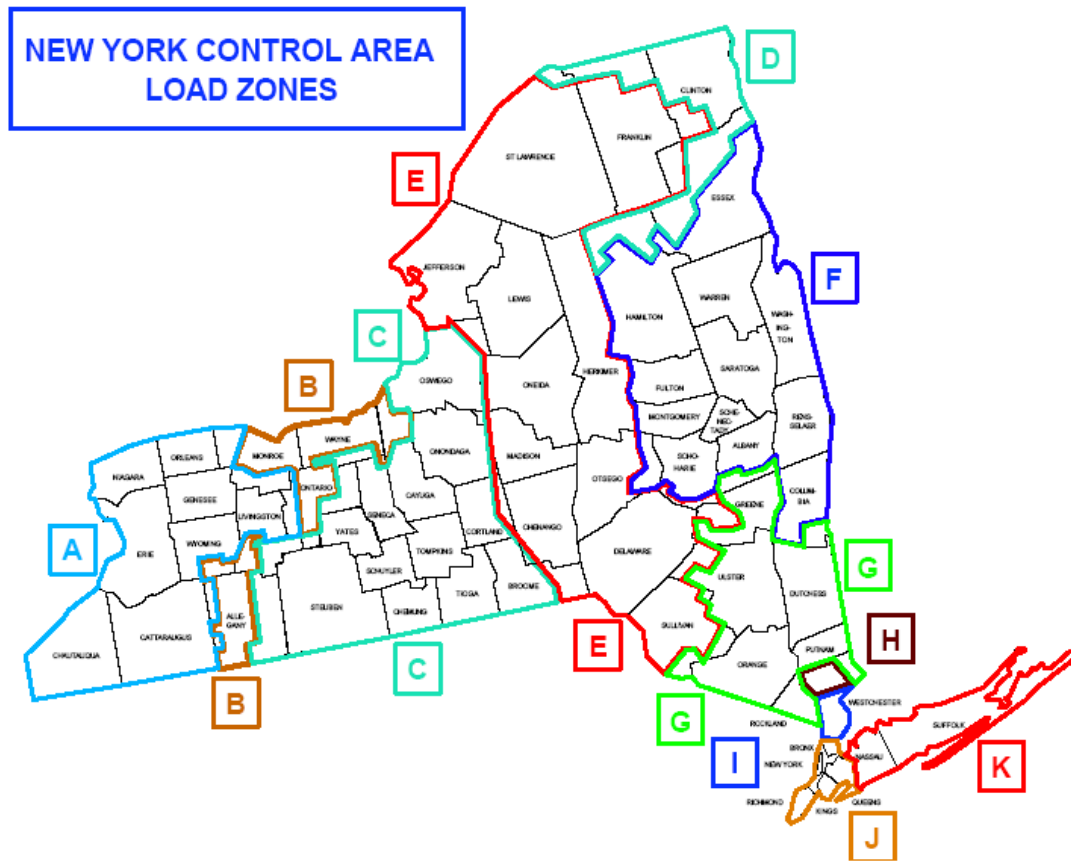 NEW YORK CONTROL AREA
LOAD ZONES
D
CLINTON
FRANKLIN
ST LAWRENCE
E
ESSEX
JEFFERSON
F
LEWIS
WARREN
WASH-
ING-
TON
HAMILTON
C
SARATOGA
HERKIMER
OSWEGO
ONEIDA
B
FULTON
MONTGOMERY
SCHE-
NEC-
TADY
RENS-
SELAER
WAYNE
ALBANY
MONROE
ONONDAGA
MADISON
SCHO-
HARIE
ORLEANS
NIAGARA
OTSEGO
ONTARIO
GENESEE
CAYUGA
COLUM-
BIA
GREENE
LIVINGSTON
SENECA
CORTLAND
CHENANGO
YATES
WYOMING
A
ERIE
TOMPKINS
DELAWARE
G
ULSTER
SCHUYLER
DUTCHESS
TIOGA
BROOME
STEUBEN
CHEMUNG
ALLE-
GANY
SULLIVAN
E
H
CATTARAUGUS
PUTNAM
CHAUTAUQUA
C
ORANGE
B
G
WESTCHESTER
ROCKLAND
SUFFOLK
BRONX
NASSAU
I
NEW YORK
K
RICHMOND
QUEENS
KINGS
J